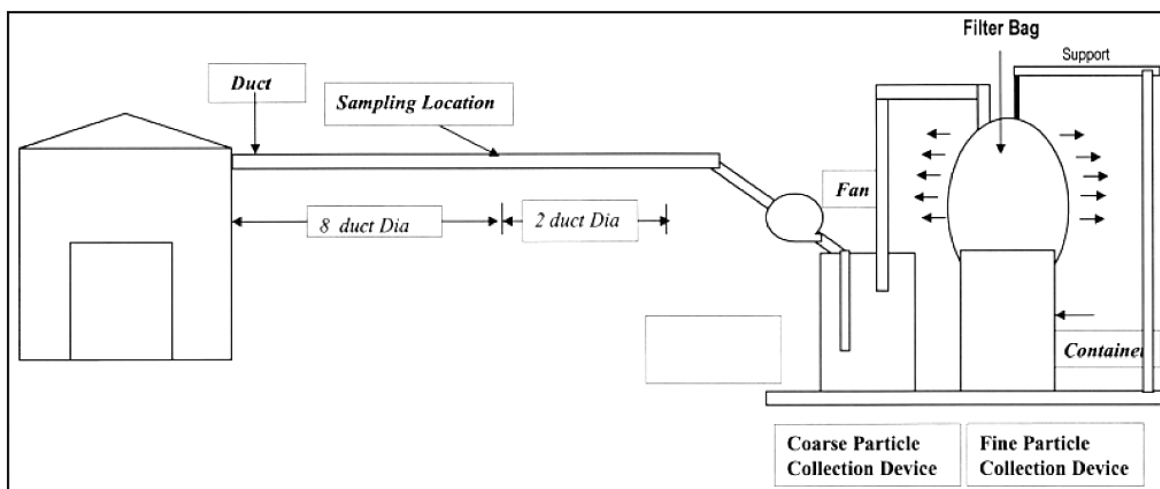 Filter Bag
Support
Duct
Sampling Location
Fan
8 duct Dia
2 duct Dia
Container
Coarse Particle
Collection Device
Fine Particle
Collection Device